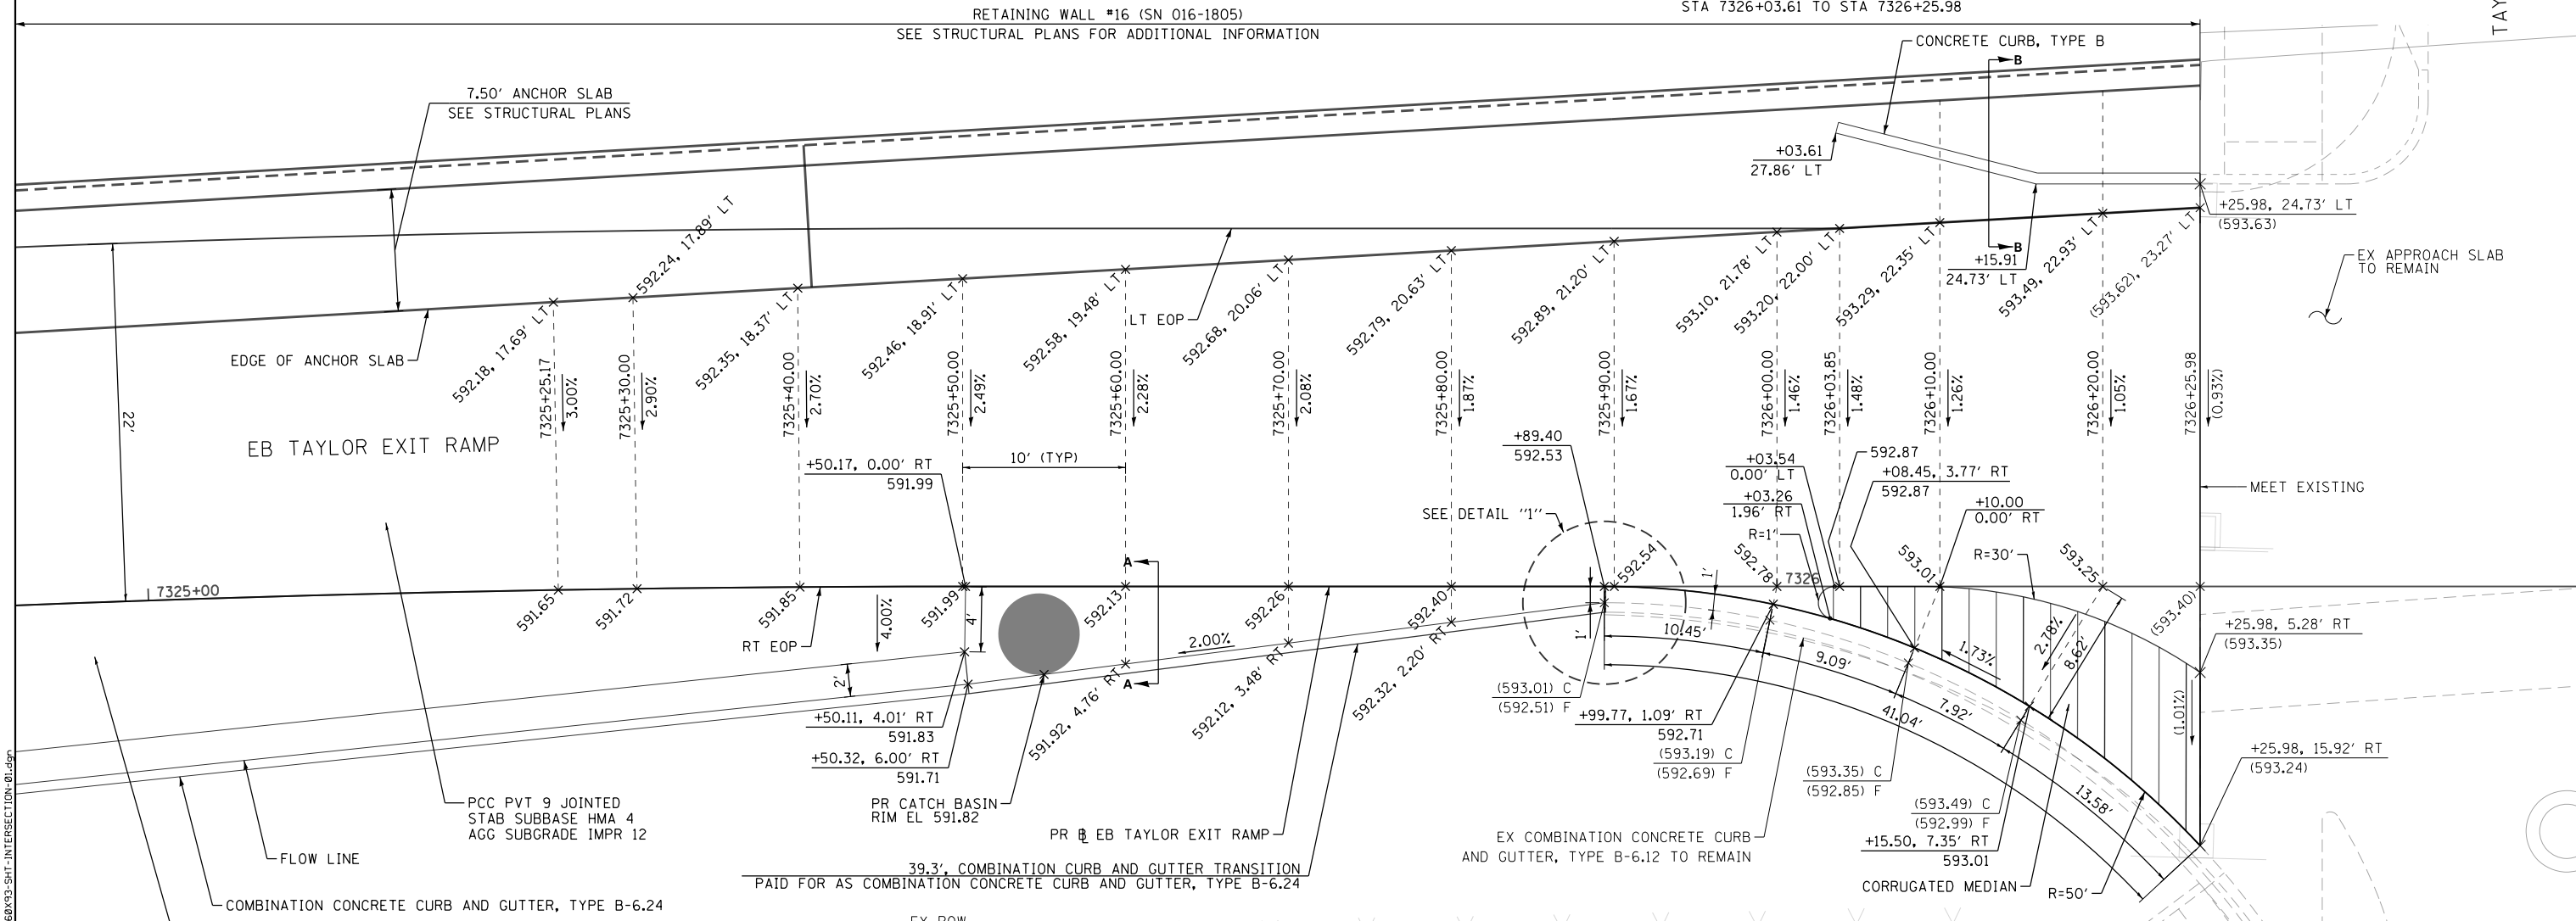 RETAINING WALL #16 (SN 016-1805)
SEE STRUCTURAL PLANS FOR ADDITIONAL INFORMATION
STA 7326+03.61 TO STA 7326+25.98
TAY
CONCRETE CURB, TYPE B
B
B
7.50' ANCHOR SLAB
SEE STRUCTURAL PLANS
+03.61
27.86' LT
+15.91
24.73' LT
+25.98, 24.73' LT
(593.63)
EX APPROACH SLAB
TO REMAIN
LT EOP
EDGE OF ANCHOR SLAB
592.18, 17.69' LT
592.24, 17.89' LT
592.35, 18.37' LT
592.46, 18.91' LT
592.58, 19.48' LT
592.68, 20.06' LT
592.79, 20.63' LT
592.89, 21.20' LT
593.10, 21.78' LT
593.20, 22.00' LT
593.29, 22.35' LT
593.49, 22.93' LT
(593.62), 23.27' LT
22'
7325+25.17
3.00%
7325+30.00
2.90%
7325+40.00
2.70%
7325+50.00
2.49%
7325+60.00
2.28%
7325+70.00
2.08%
7325+80.00
1.87%
7325+90.00
1.67%
7326+00.00
1.46%
7326+03.85
1.48%
7326+10.00
1.26%
7326+20.00
1.05%
7326+25.98
(0.93%)
EB TAYLOR EXIT RAMP
+50.17, 0.00' RT
591.99
10' (TYP)
+89.40
592.53
SEE DETAIL "1"
+03.54
0.00' LT
+03.26
1.96' RT
R=1'
592.87
+08.45, 3.77' RT
592.87
+10.00
0.00' RT
R=30'
MEET EXISTING
7325+00
7326
591.65
591.72
591.85
591.99
592.13
592.26
592.40
592.54
592.78
593.01
593.25
(593.40)
RT EOP
4.00%
4'
2'
A
A
2.00%
1'
1'
10.45'
9.09'
7.92'
13.58'
41.04'
1.73%
2.78%
8.62'
(1.01%)
+25.98, 5.28' RT
(593.35)
+25.98, 15.92' RT
(593.24)
+50.11, 4.01' RT
591.83
+50.32, 6.00' RT
591.71
591.92, 4.76' RT
592.12, 3.48' RT
592.32, 2.20' RT
(593.01) C
(592.51) F
+99.77, 1.09' RT
592.71
(593.19) C
(592.69) F
(593.35) C
(592.85) F
(593.49) C
(592.99) F
+15.50, 7.35' RT
593.01
CORRUGATED MEDIAN
R=50'
PCC PVT 9 JOINTED
STAB SUBBASE HMA 4
AGG SUBGRADE IMPR 12
PR CATCH BASIN
RIM EL 591.82
PR BL EB TAYLOR EXIT RAMP
EX COMBINATION CONCRETE CURB
AND GUTTER, TYPE B-6.12 TO REMAIN
FLOW LINE
39.3', COMBINATION CURB AND GUTTER TRANSITION
PAID FOR AS COMBINATION CONCRETE CURB AND GUTTER, TYPE B-6.24
COMBINATION CONCRETE CURB AND GUTTER, TYPE B-6.24
EX ROW
60X93-SHT-INTERSECTION-01.dgn